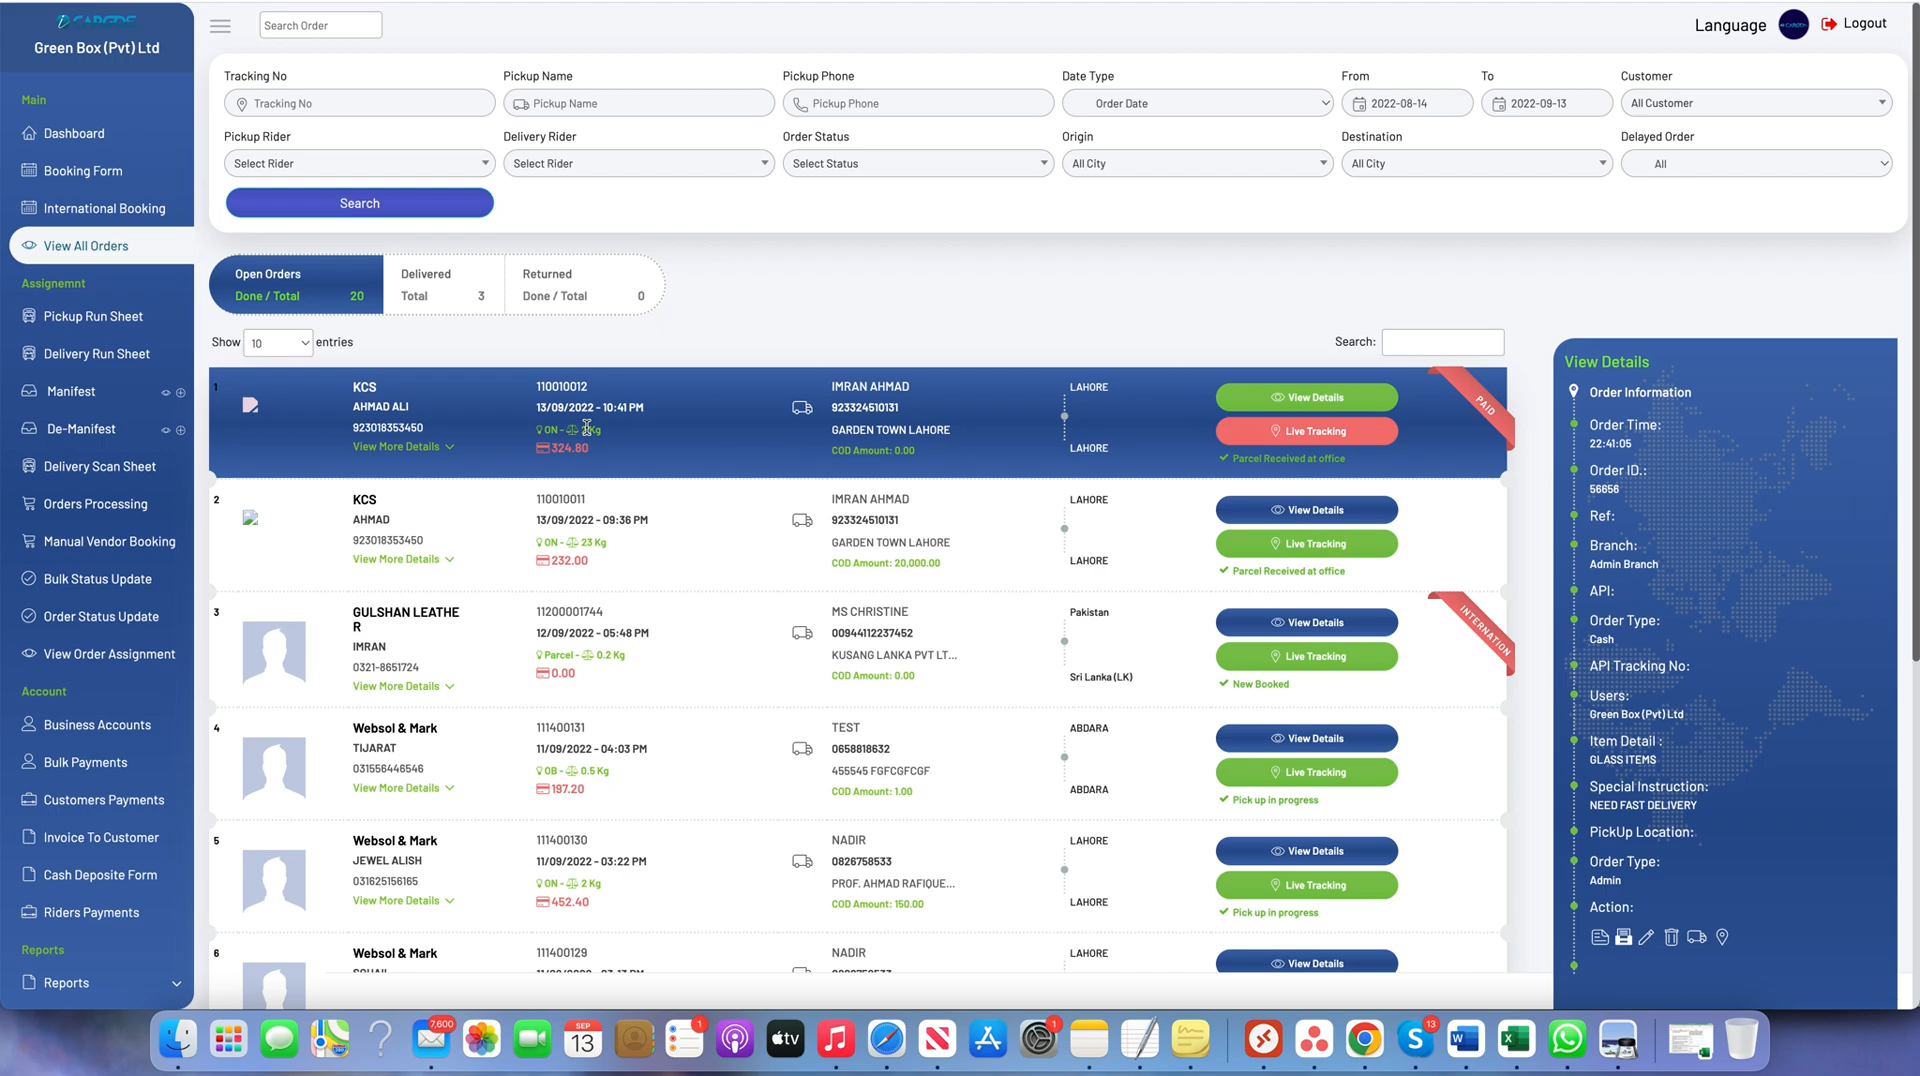 CARGDE
Green Box (Pvt) Ltd
Search Order
Language
Logout
Main
Dashboard
Booking Form
International Booking
View All Orders
Assignemnt
Pickup Run Sheet
Delivery Run Sheet
Manifest
De-Manifest
Delivery Scan Sheet
Orders Processing
Manual Vendor Booking
Bulk Status Update
Order Status Update
View Order Assignment
Account
Business Accounts
Bulk Payments
Customers Payments
Invoice To Customer
Cash Deposite Form
Riders Payments
Reports
Reports
Tracking No
Pickup Name
Pickup Phone
Date Type
From
To
Customer
Tracking No
Pickup Name
Pickup Phone
Order Date
2022-08-14
2022-09-13
All Customer
Pickup Rider
Delivery Rider
Order Status
Origin
Destination
Delayed Order
Select Rider
Select Rider
Select Status
All City
All City
All
Search
Open Orders
Done / Total 20
Delivered
Total 3
Returned
Done / Total 0
Show 10 entries
Search:
1
KCS
AHMAD ALI
923018353450
View More Details
110010012
13/09/2022 - 10:41 PM
ON - Kg
324.80
IMRAN AHMAD
923324510131
GARDEN TOWN LAHORE
COD Amount: 0.00
LAHORE
LAHORE
View Details
Live Tracking
Parcel Received at office
PAID
2
KCS
AHMAD
923018353450
View More Details
110010011
13/09/2022 - 09:36 PM
ON - 23 Kg
232.00
IMRAN AHMAD
923324510131
GARDEN TOWN LAHORE
COD Amount: 20,000.00
LAHORE
LAHORE
View Details
Live Tracking
Parcel Received at office
3
GULSHAN LEATHE
R
IMRAN
0321-8651724
View More Details
11200001744
12/09/2022 - 05:48 PM
Parcel - 0.2 Kg
0.00
MS CHRISTINE
00944112237452
KUSANG LANKA PVT LT...
COD Amount: 0.00
Pakistan
Sri Lanka (LK)
View Details
Live Tracking
New Booked
INTERNATION
4
Websol & Mark
TIJARAT
031556446546
View More Details
111400131
11/09/2022 - 04:03 PM
OB - 0.5 Kg
197.20
TEST
0658818632
455545 FGFCGFCGF
COD Amount: 1.00
ABDARA
ABDARA
View Details
Live Tracking
Pick up in progress
5
Websol & Mark
JEWEL ALISH
031625156165
View More Details
111400130
11/09/2022 - 03:22 PM
ON - 2 Kg
452.40
NADIR
0826758533
PROF. AHMAD RAFIQUE...
COD Amount: 150.00
LAHORE
LAHORE
View Details
Live Tracking
Pick up in progress
6
Websol & Mark
111400129
NADIR
LAHORE
View Details
View Details
Order Information
Order Time:
22:41:05
Order ID.:
56656
Ref:
Branch:
Admin Branch
API:
Order Type:
Cash
API Tracking No:
Users:
Green Box (Pvt) Ltd
Item Detail :
GLASS ITEMS
Special Instruction:
NEED FAST DELIVERY
PickUp Location:
Order Type:
Admin
Action:
7,600
SEP
13
1
tv
1
13